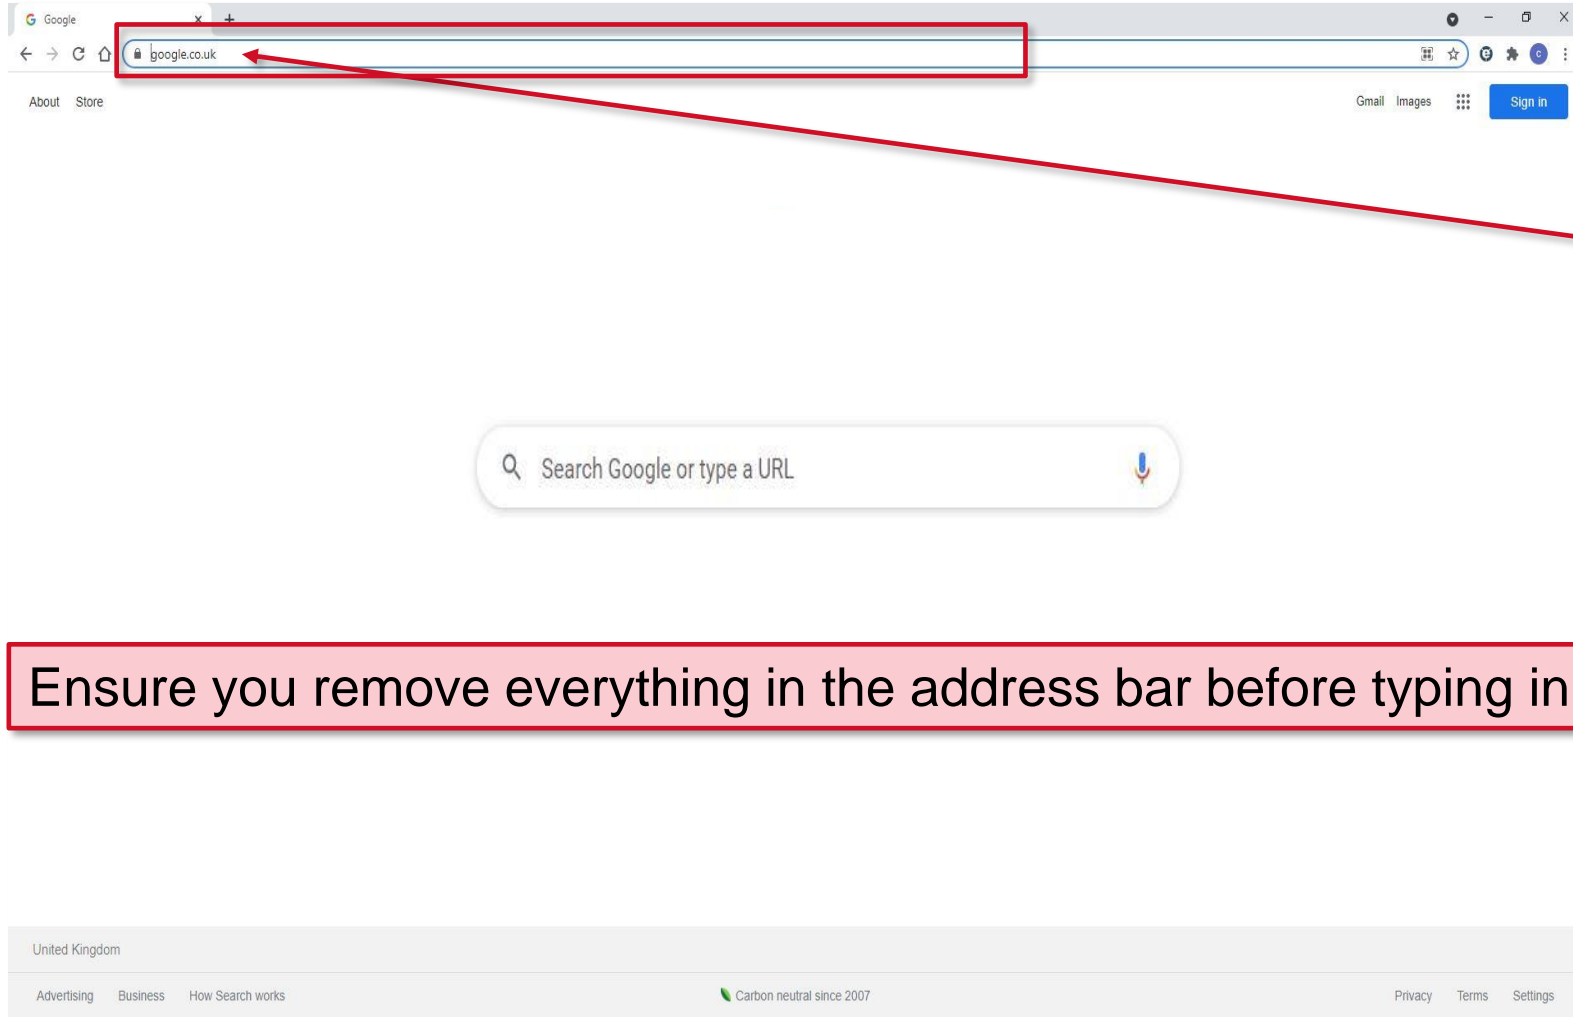 Google
google.co.uk
About Store
Gmail Images
Sign in
Search Google or type a URL
Ensure you remove everything in the address bar before typing in
United Kingdom
Advertising Business How Search works
Carbon neutral since 2007
Privacy Terms Settings